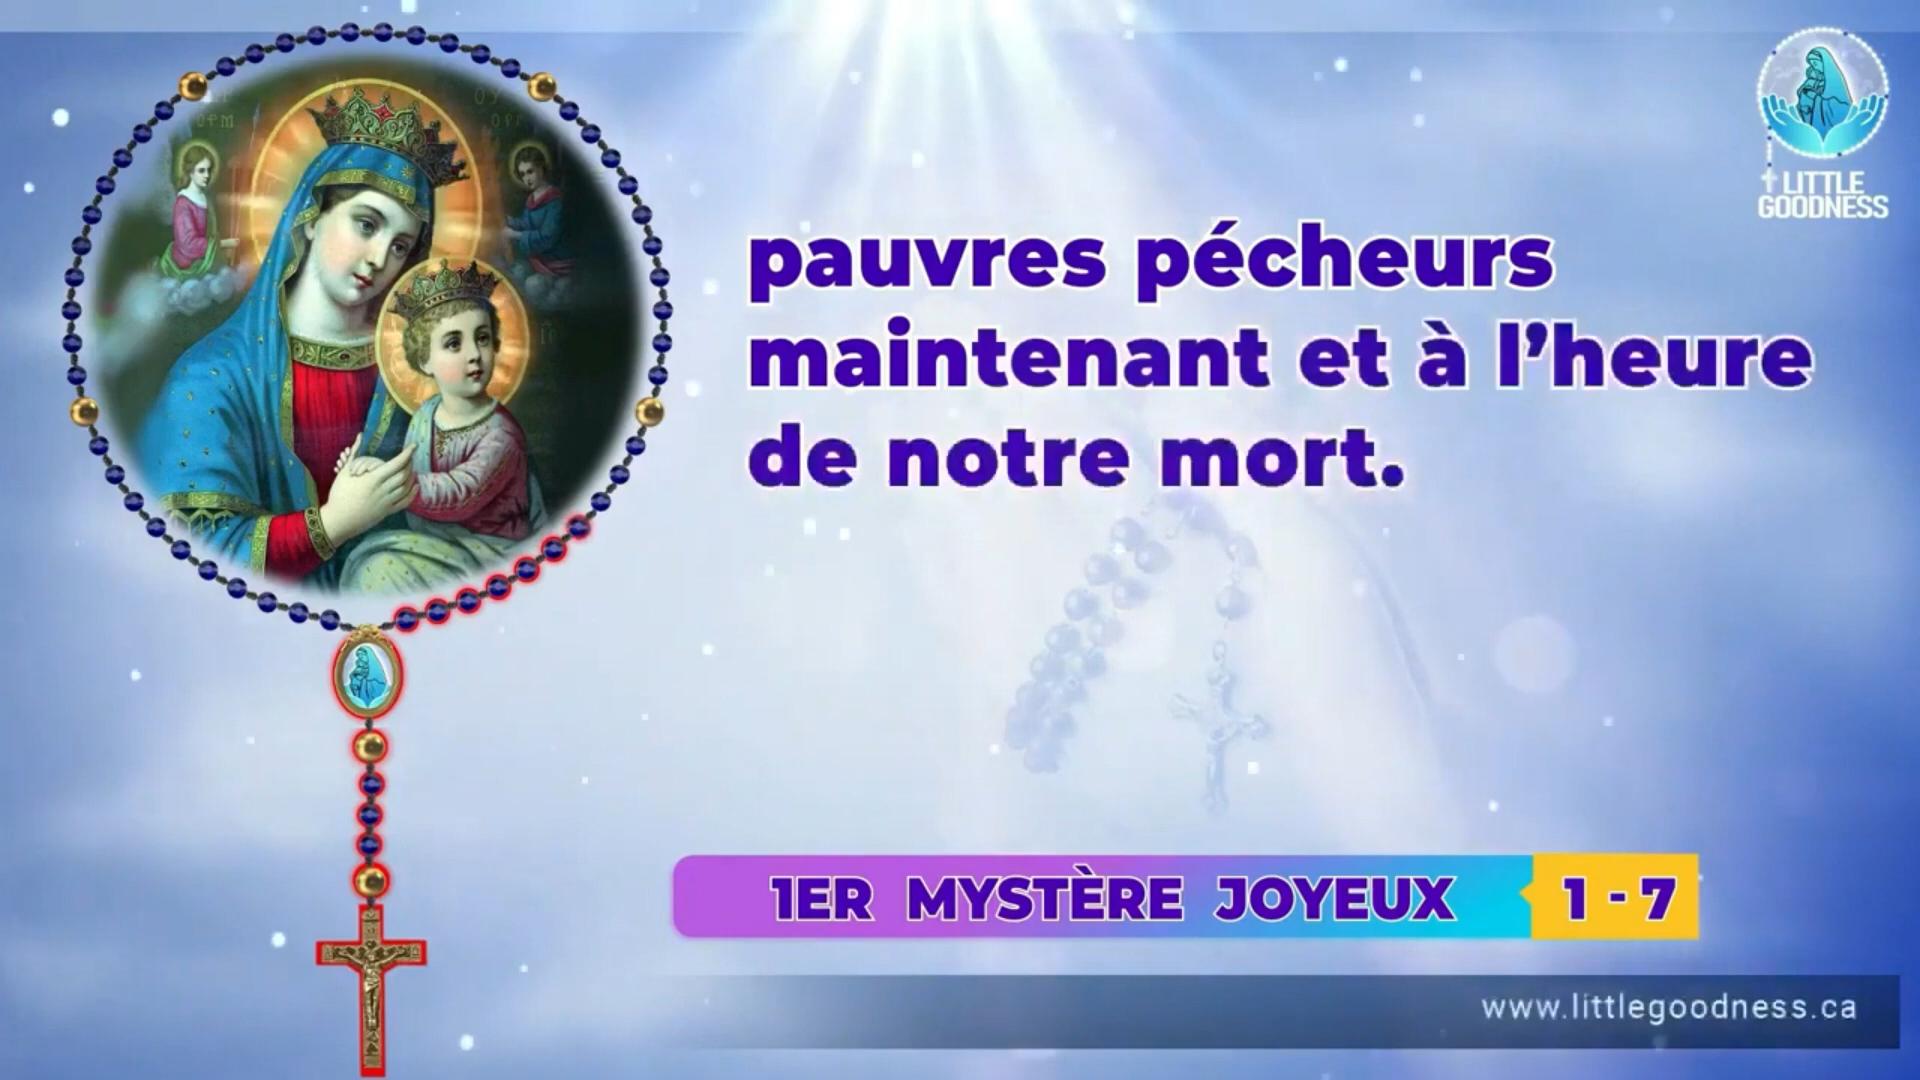 LITTLE
GOODNESS
pauvres pécheurs
maintenant et à l’heure
de notre mort.
1ER MYSTÈRE JOYEUX 1 - 7
www.littlegoodness.ca